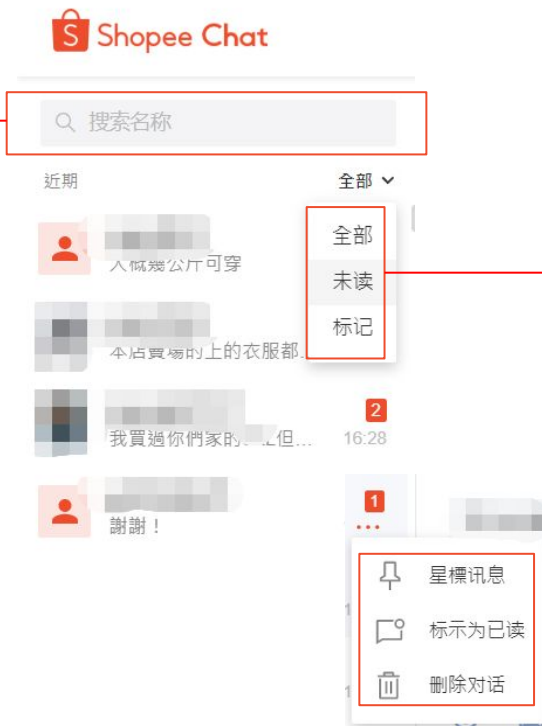 Shopee Chat
搜索名称
近期
全部
全部
大概幾公斤可穿
未读
标记
本店賣場的上的衣服都
2
我買過你們家的 但...
16:28
1
謝謝！
...
星標讯息
标示为已读
删除对话